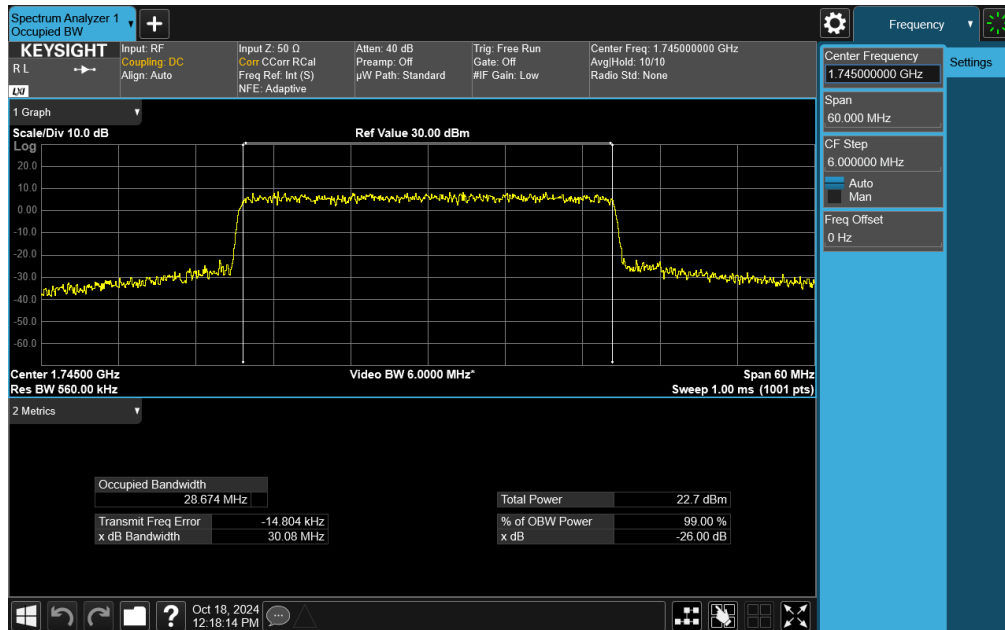 Spectrum Analyzer 1
Occupied BW
Frequency
KEYSIGHT
R L
LXI
Input: RF
Coupling: DC
Align: Auto
Input Z: 50 Ω
Corr CCorr RCal
Freq Ref: Int (S)
NFE: Adaptive
Atten: 40 dB
Preamp: Off
µW Path: Standard
Trig: Free Run
Gate: Off
#IF Gain: Low
Center Freq: 1.745000000 GHz
Avg|Hold: 10/10
Radio Std: None
Center Frequency
1.745000000 GHz
Settings
Span
60.000 MHz
CF Step
6.000000 MHz
Auto
Man
Freq Offset
0 Hz
1 Graph
Scale/Div 10.0 dB
Ref Value 30.00 dBm
Log
20.0
10.0
0.00
-10.0
-20.0
-30.0
-40.0
-50.0
-60.0
Center 1.74500 GHz
Video BW 6.0000 MHz*
Span 60 MHz
Res BW 560.00 kHz
Sweep 1.00 ms (1001 pts)
2 Metrics
Occupied Bandwidth
28.674 MHz
Total Power 22.7 dBm
Transmit Freq Error -14.804 kHz
% of OBW Power 99.00 %
x dB Bandwidth 30.08 MHz
x dB -26.00 dB
?
Oct 18, 2024
12:18:14 PM